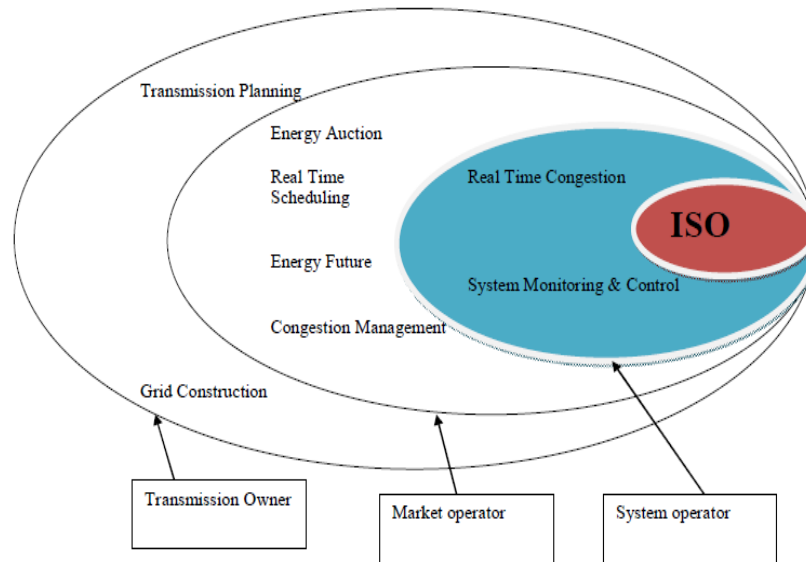 Transmission Planning
Energy Auction
Real Time
Scheduling
Real Time Congestion
ISO
Energy Future
System Monitoring & Control
Congestion Management
Grid Construction
Transmission Owner
Market operator
System operator